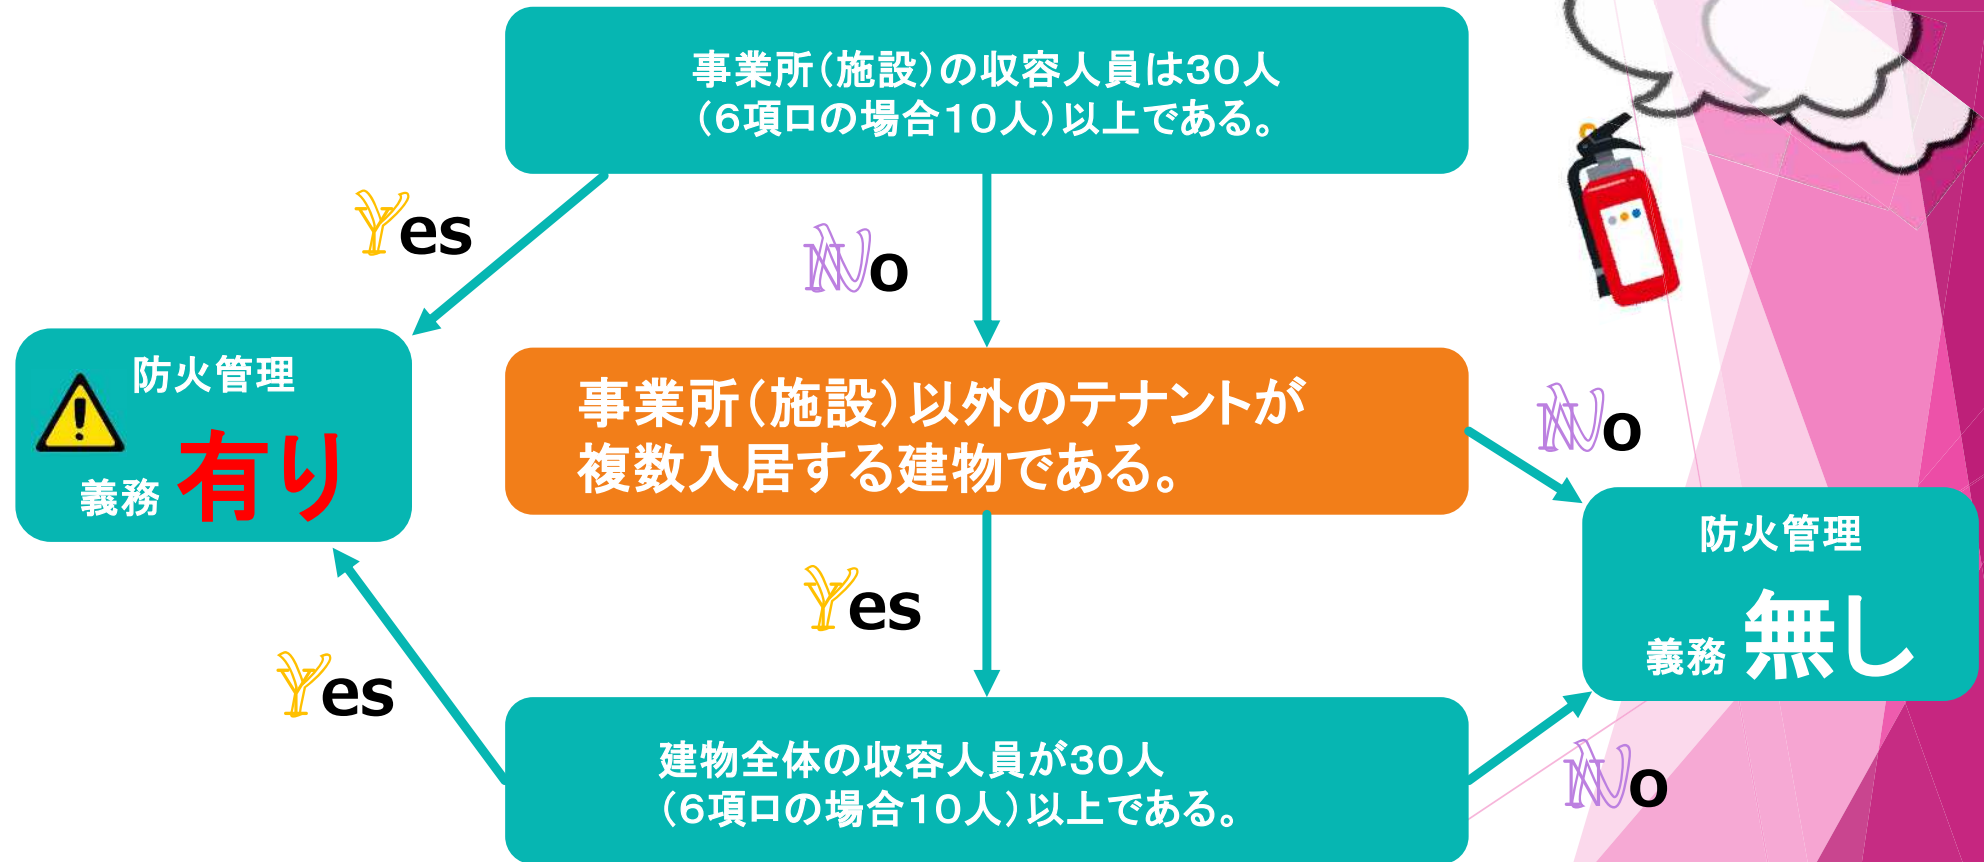 事業所（施設）の収容人員は３０人
（６項ロの場合１０人）以上である。
Yes
No
防火管理
義務 有り
事業所（施設）以外のテナントが
複数入居する建物である。
No
防火管理
義務 無し
Yes
Yes
建物全体の収容人員が３０人
（６項ロの場合１０人）以上である。
No